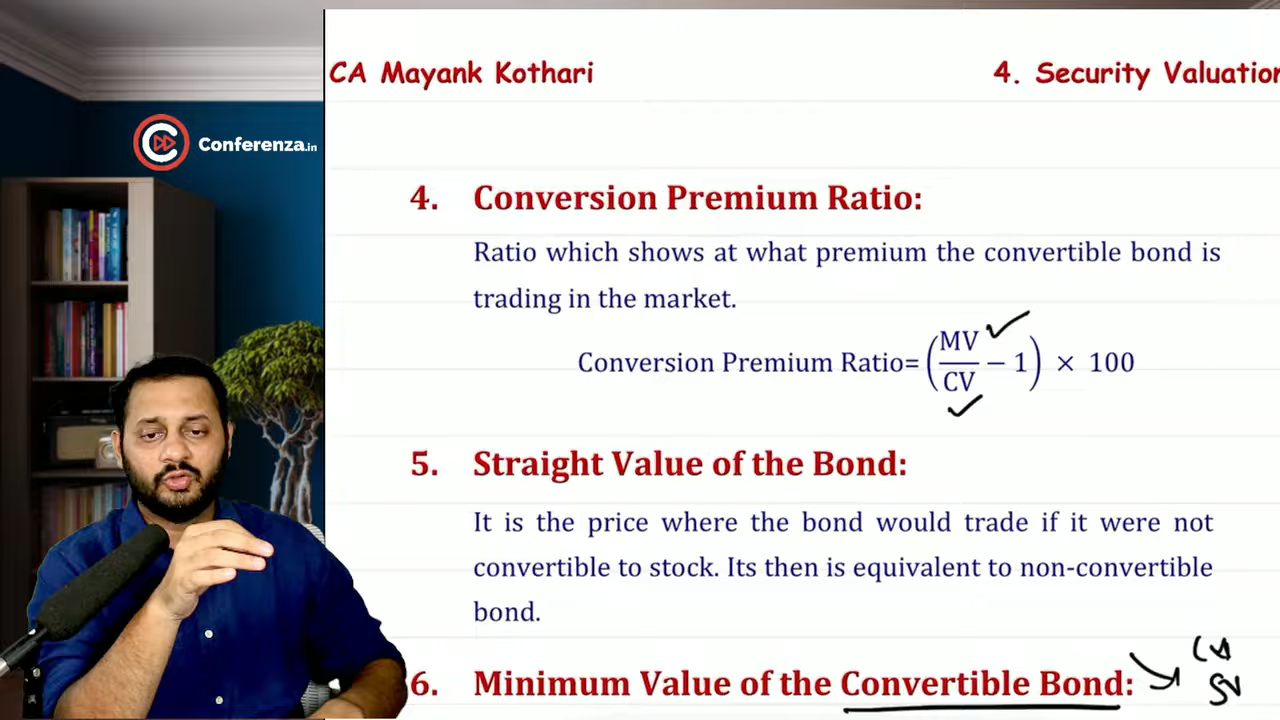 CA Mayank Kothari
4. Security Valuation
Conferenza.in
4. Conversion Premium Ratio:
Ratio which shows at what premium the convertible bond is
trading in the market.
Conversion Premium Ratio= (MV/CV − 1) × 100
5. Straight Value of the Bond:
It is the price where the bond would trade if it were not
convertible to stock. Its then is equivalent to non-convertible
bond.
6. Minimum Value of the Convertible Bond:
CV
SV